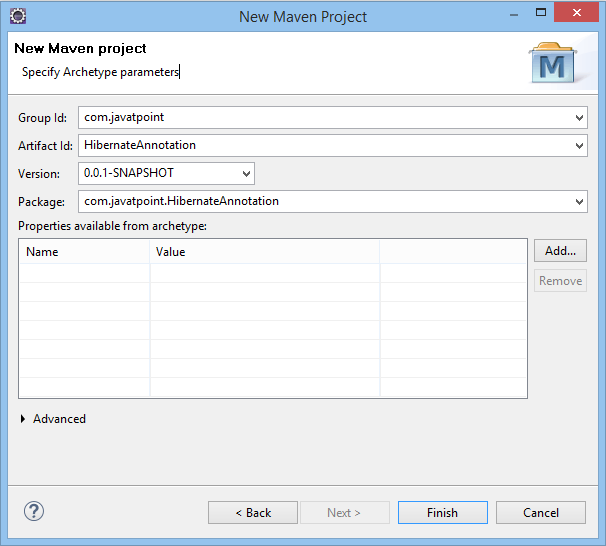 New Maven Project
New Maven project
Specify Archetype parameters
M
Group Id: com.javatpoint
Artifact Id: HibernateAnnotation
Version: 0.0.1-SNAPSHOT
Package: com.javatpoint.HibernateAnnotation
Properties available from archetype:
Name Value
Add...
Remove
Advanced
? < Back Next > Finish Cancel